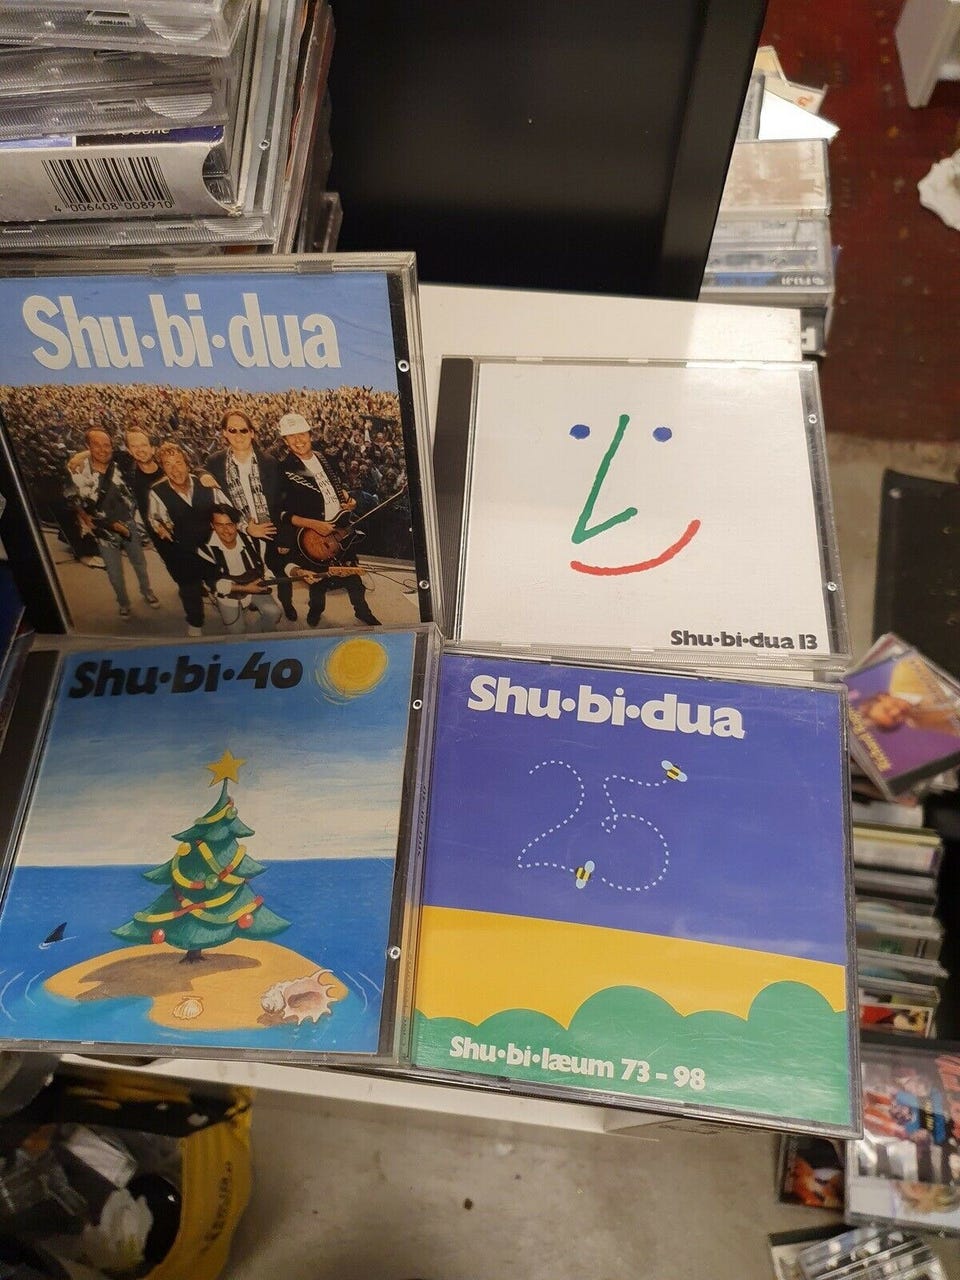 4 006408 008910
Shu·bi·dua
Shu·bi·dua 13
Shu·bi·40
Shu·bi·dua
25
Shu·bi·læum 73 - 98